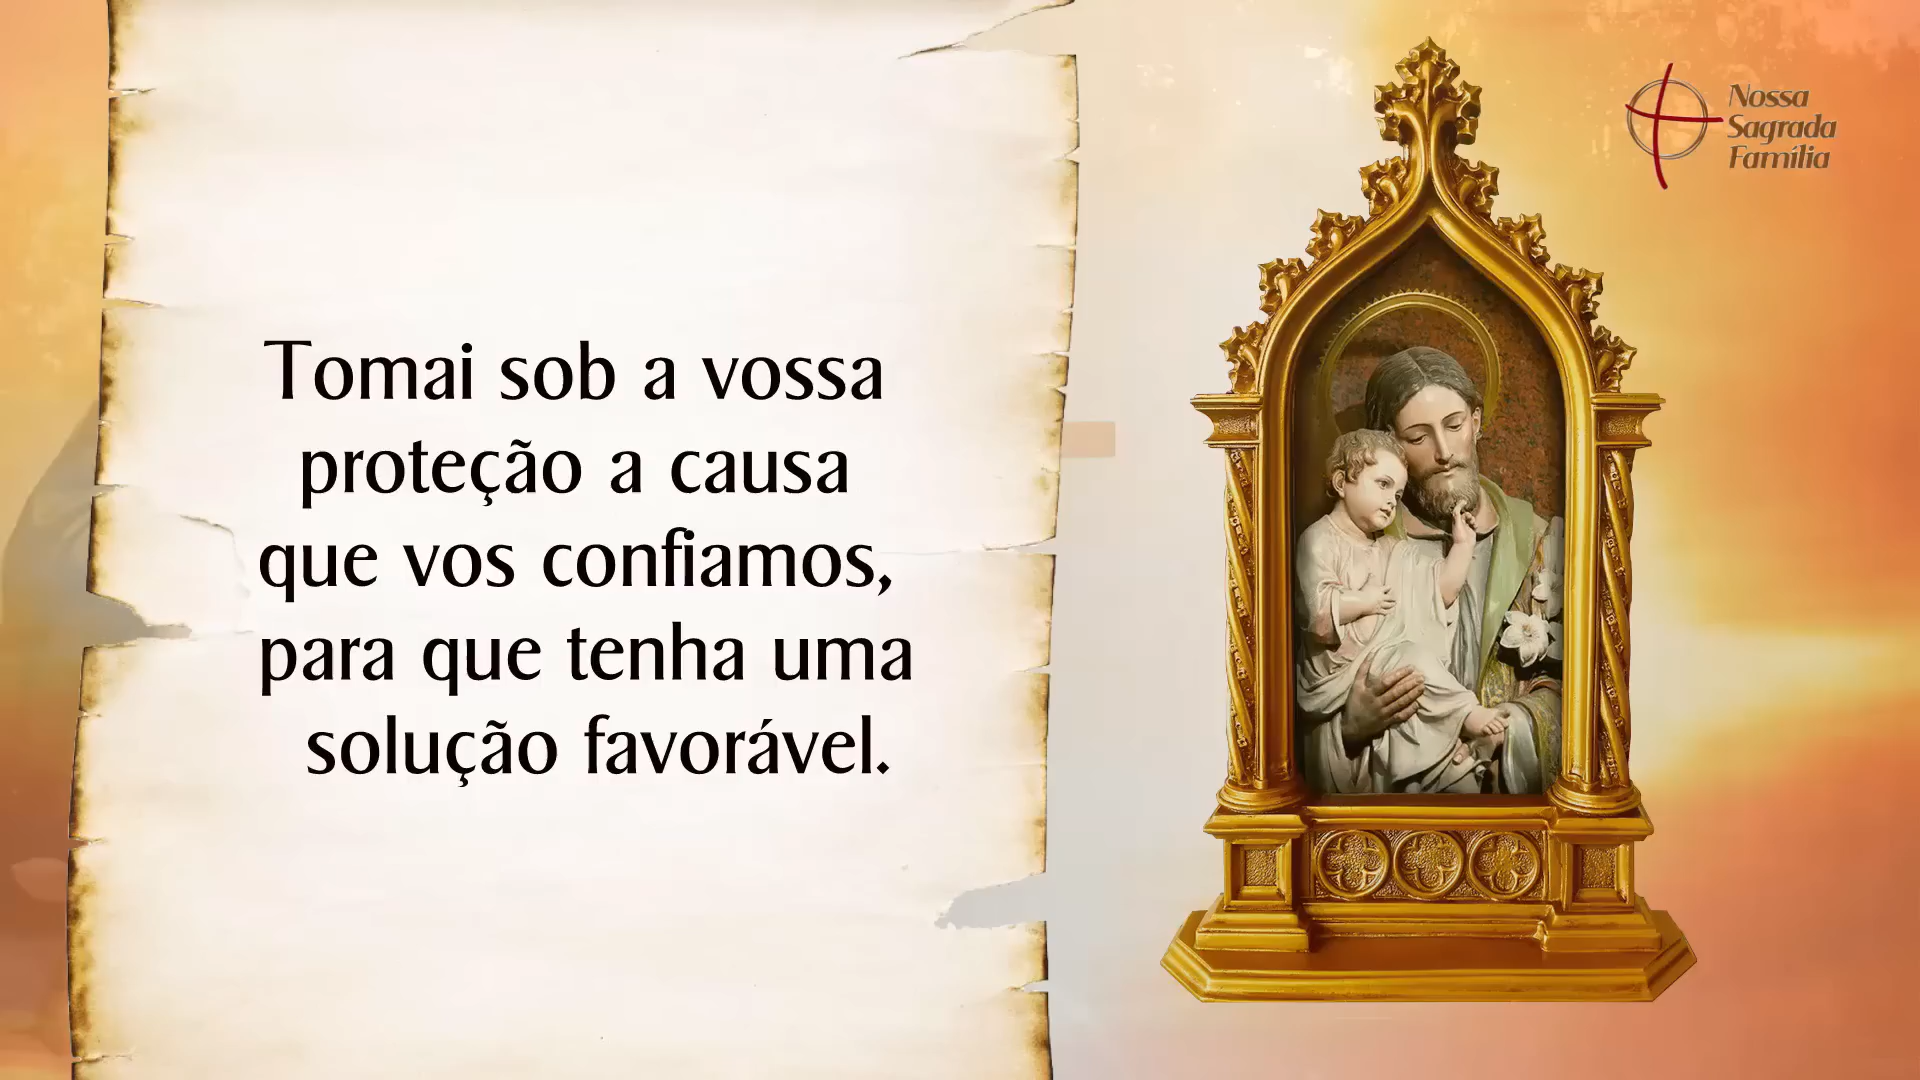 Tomai sob a vossa
proteção a causa
que vos confiamos,
para que tenha uma
solução favorável.
Nossa
Sagrada
Família